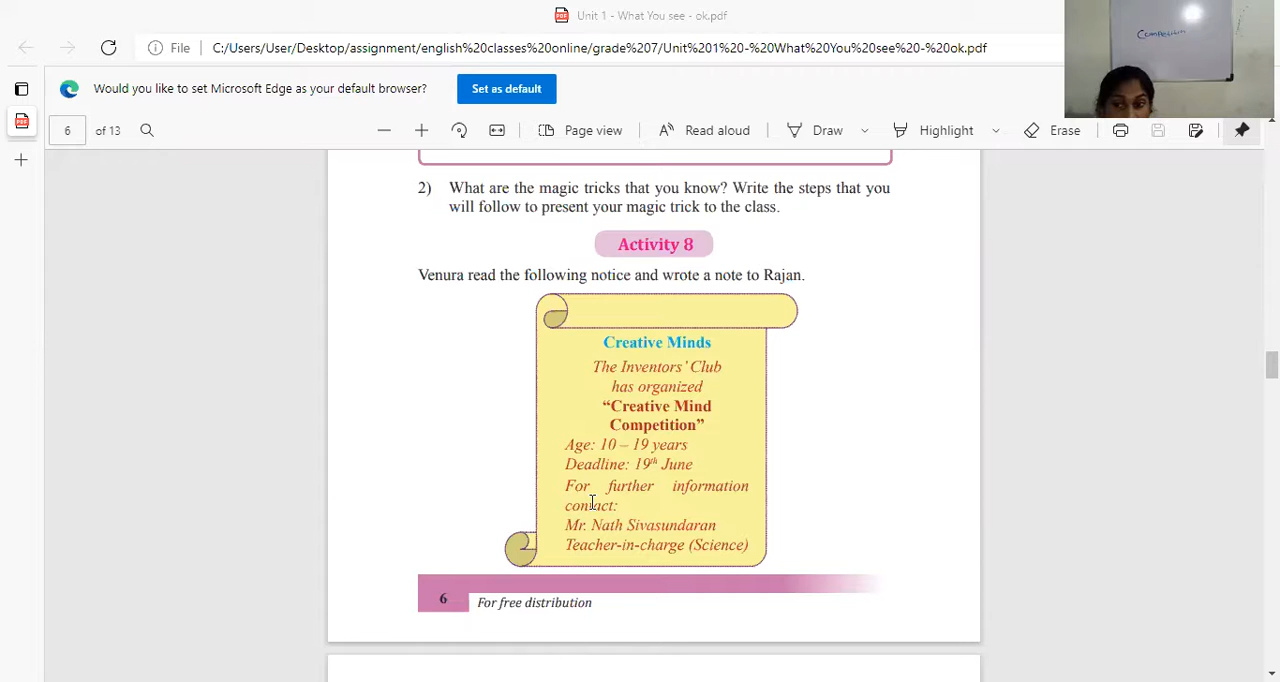 Unit 1 - What You see - ok.pdf
File
C:/Users/User/Desktop/assignment/english%20classes%20online/grade%207/Unit%201%20-%20What%20You%20see%20-%20ok.pdf
Would you like to set Microsoft Edge as your default browser?
Set as default
6 of 13
Page view
Read aloud
Draw
Highlight
Erase
Competition
2) What are the magic tricks that you know? Write the steps that you
will follow to present your magic trick to the class.
Activity 8
Venura read the following notice and wrote a note to Rajan.
Creative Minds
The Inventors' Club
has organized
“Creative Mind
Competition”
Age: 10 – 19 years
Deadline: 19th June
For further information
contact:
Mr. Nath Sivasundaran
Teacher-in-charge (Science)
6
For free distribution